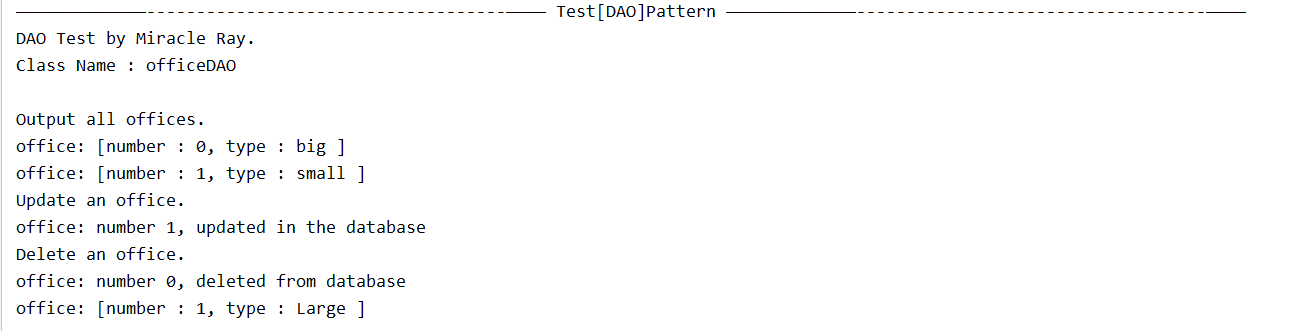 ———————————------------------------------------———— Test[DAO]Pattern ———————————-----------------------------------————
DAO Test by Miracle Ray.
Class Name : officeDAO
Output all offices.
office: [number : 0, type : big ]
office: [number : 1, type : small ]
Update an office.
office: number 1, updated in the database
Delete an office.
office: number 0, deleted from database
office: [number : 1, type : Large ]